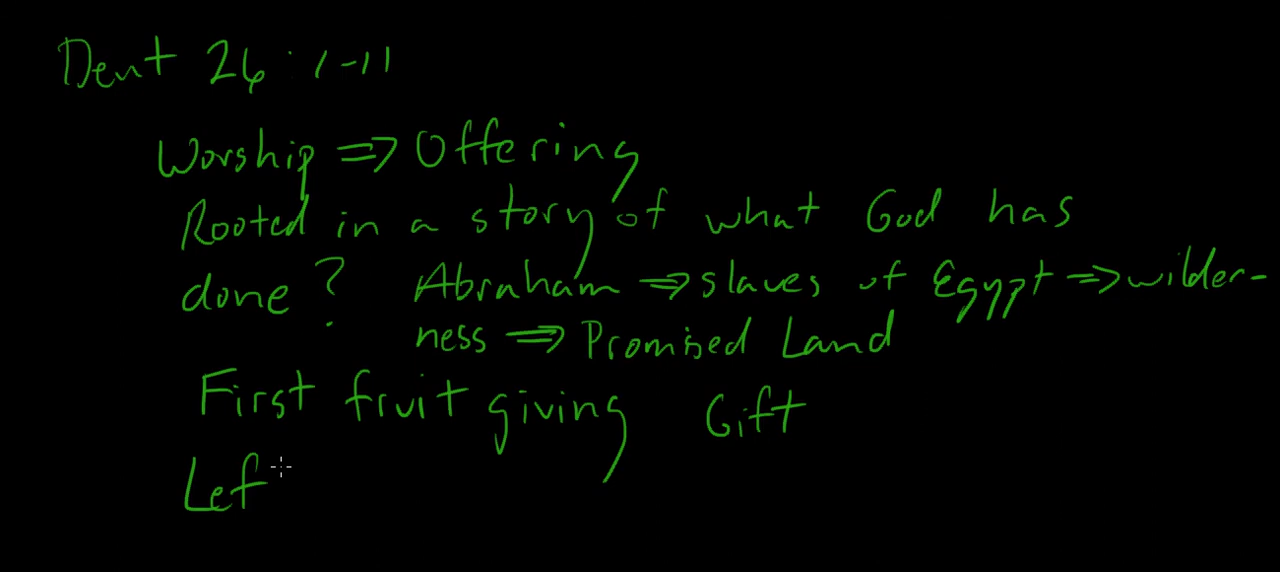 Deut 26:1-11
Worship => Offering
Rooted in a story of what God has
done? Abraham => slaves of Egypt => wilder-
ness => Promised Land
First fruit giving Gift
Lef